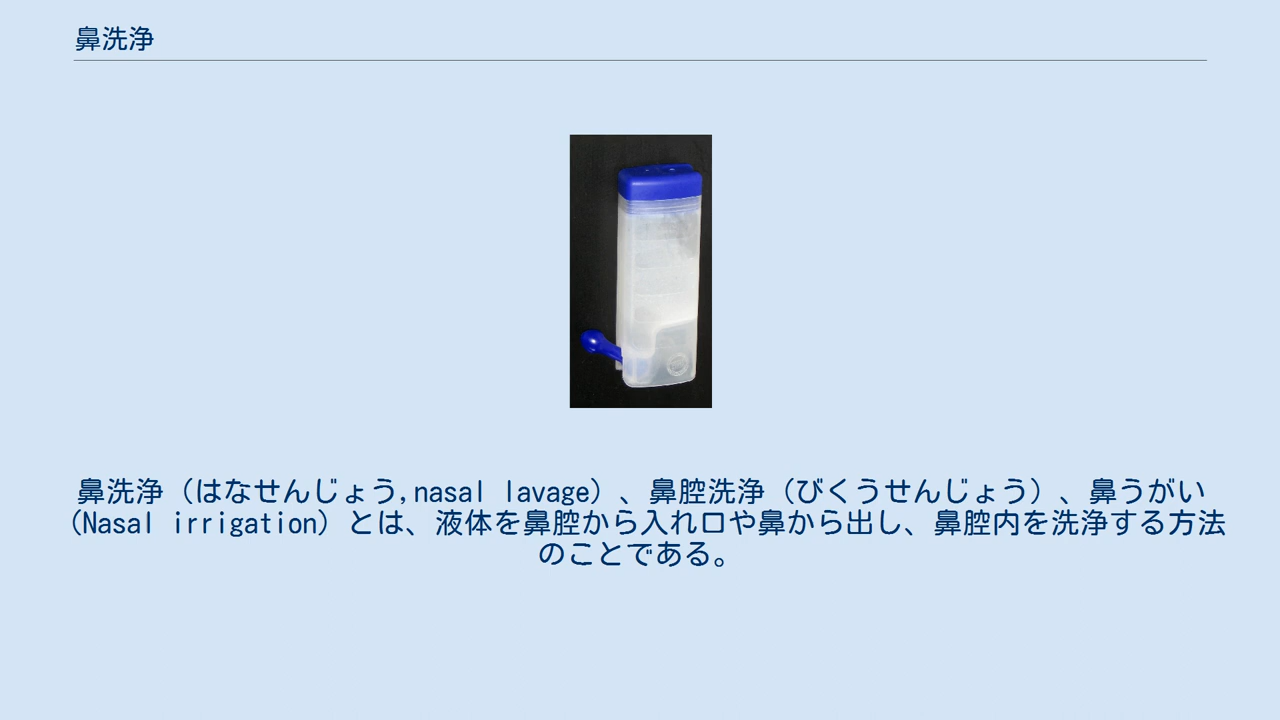 鼻洗浄
鼻洗浄（はなせんじょう,nasal lavage）、鼻腔洗浄（びくうせんじょう）、鼻うがい
（Nasal irrigation）とは、液体を鼻腔から入れ口や鼻から出し、鼻腔内を洗浄する方法
のことである。